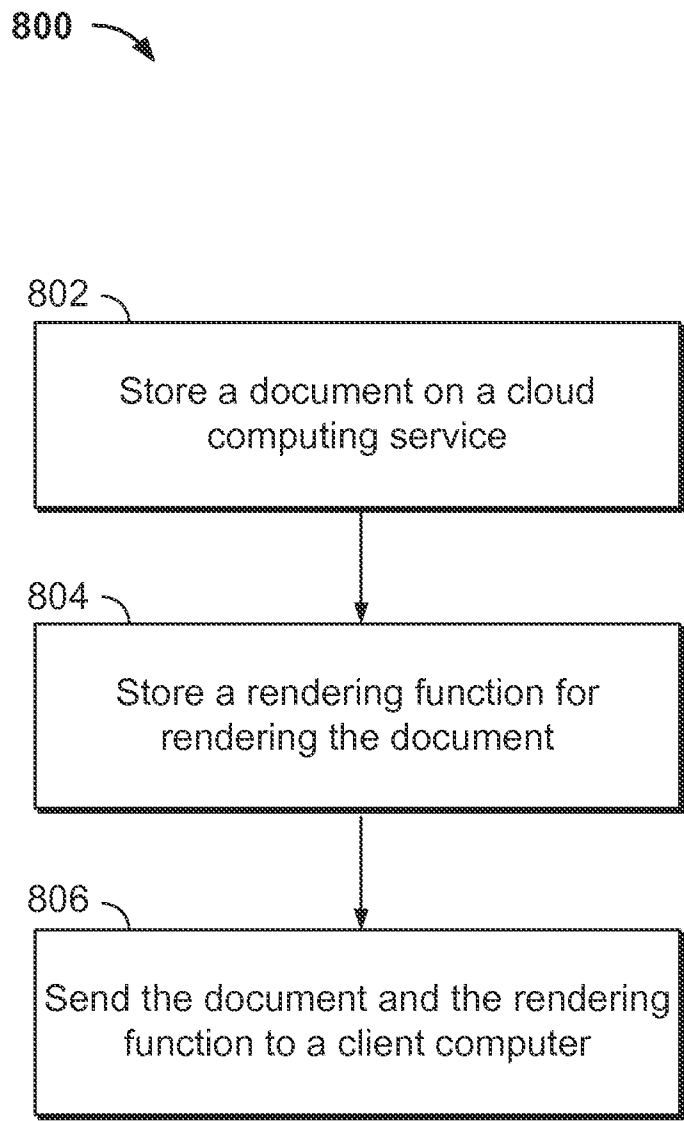 800
802
Store a document on a cloud
computing service
804
Store a rendering function for
rendering the document
806
Send the document and the rendering
function to a client computer